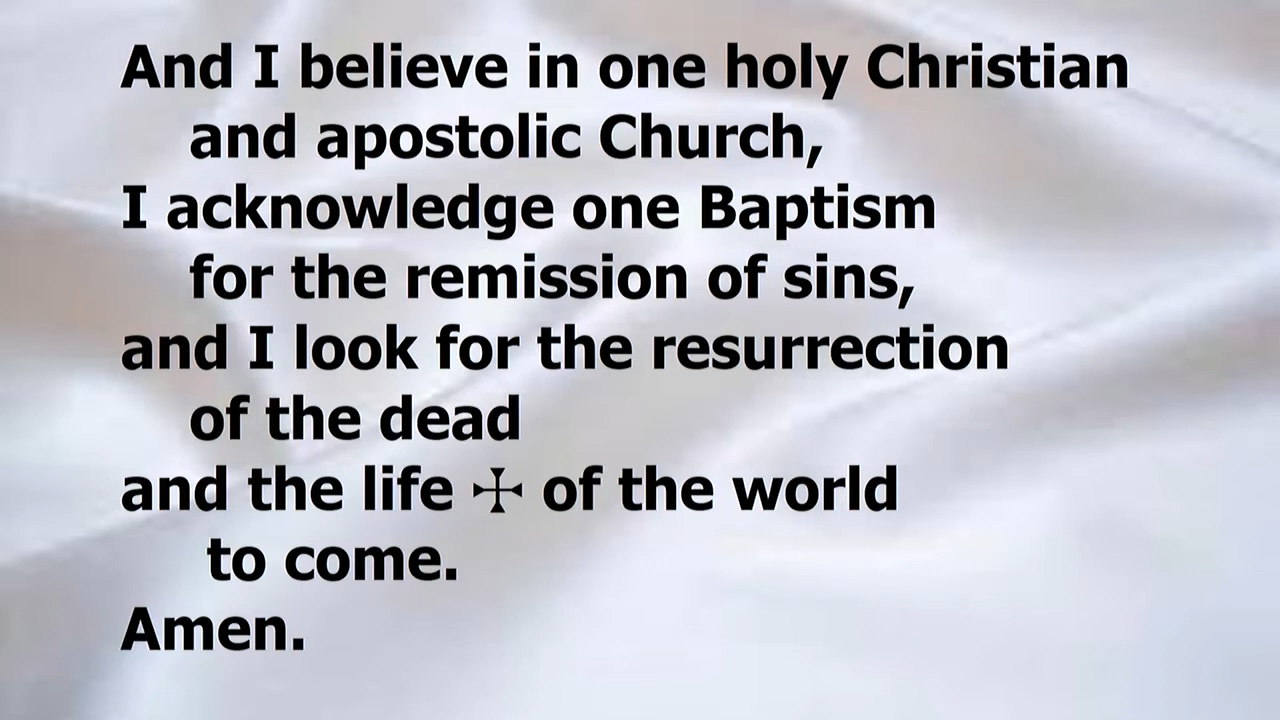 And I believe in one holy Christian
and apostolic Church,
I acknowledge one Baptism
for the remission of sins,
and I look for the resurrection
of the dead
and the life ☩ of the world
to come.
Amen.